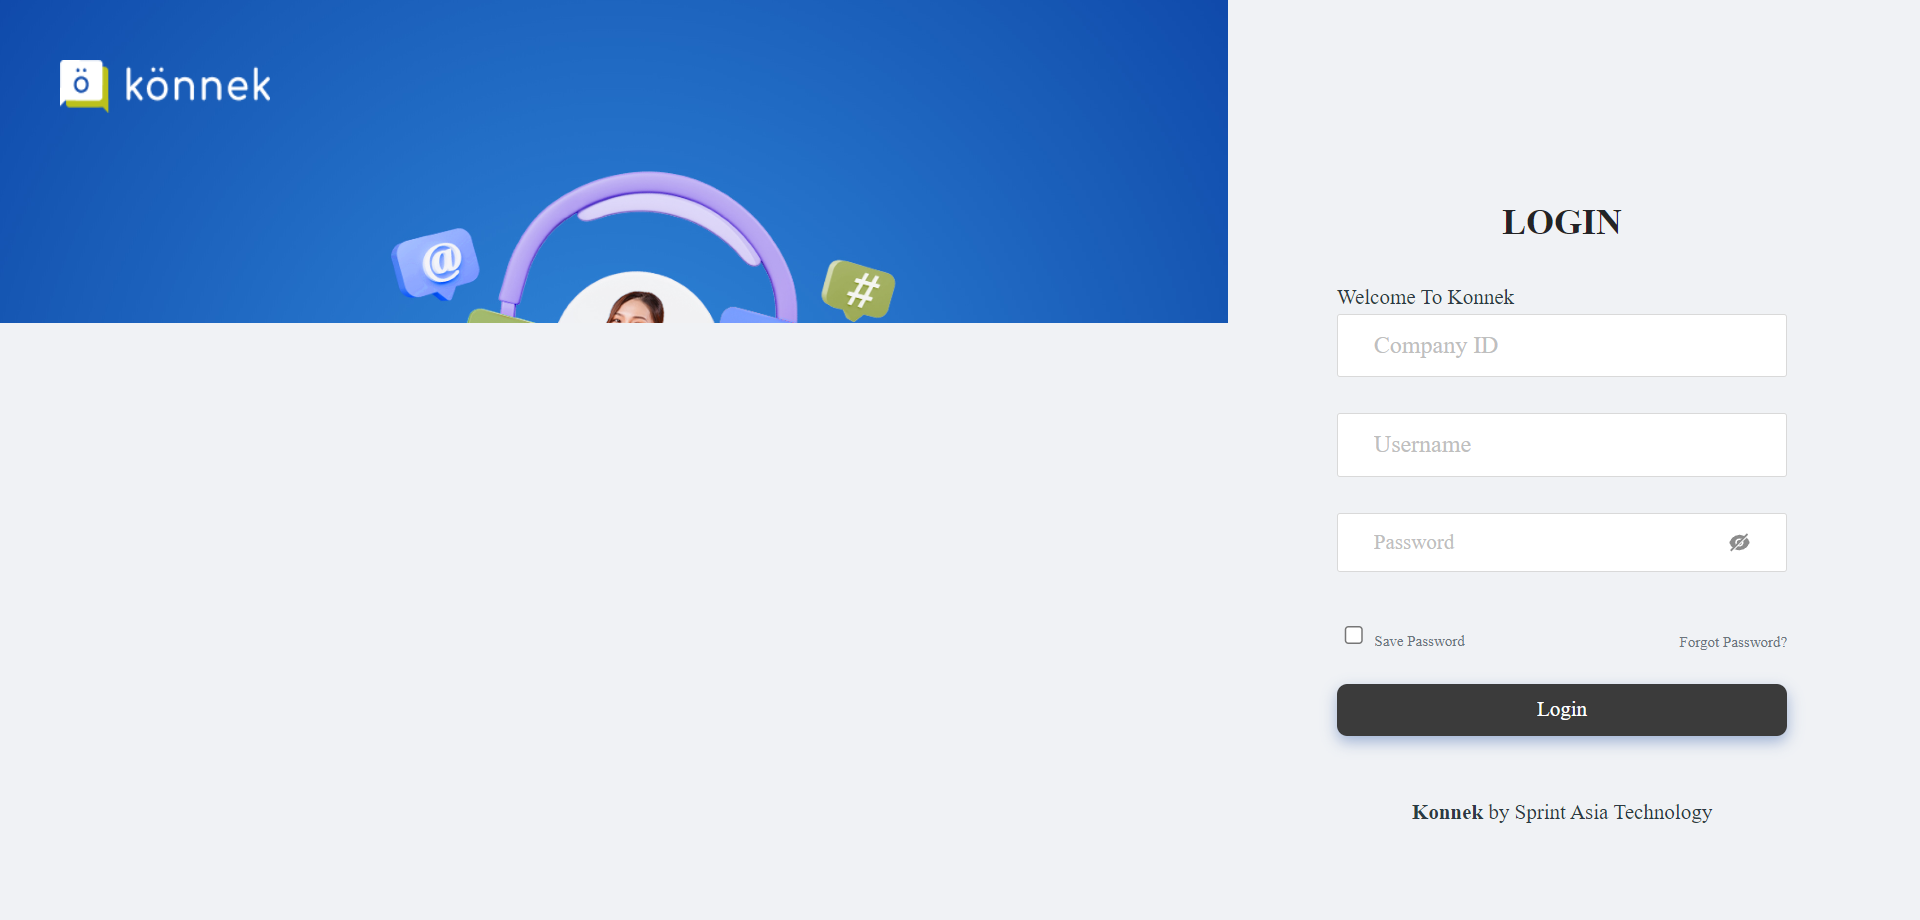 ö könnek
@
#
LOGIN
Welcome To Konnek
Company ID
Username
Password
Save Password
Forgot Password?
Login
Konnek by Sprint Asia Technology